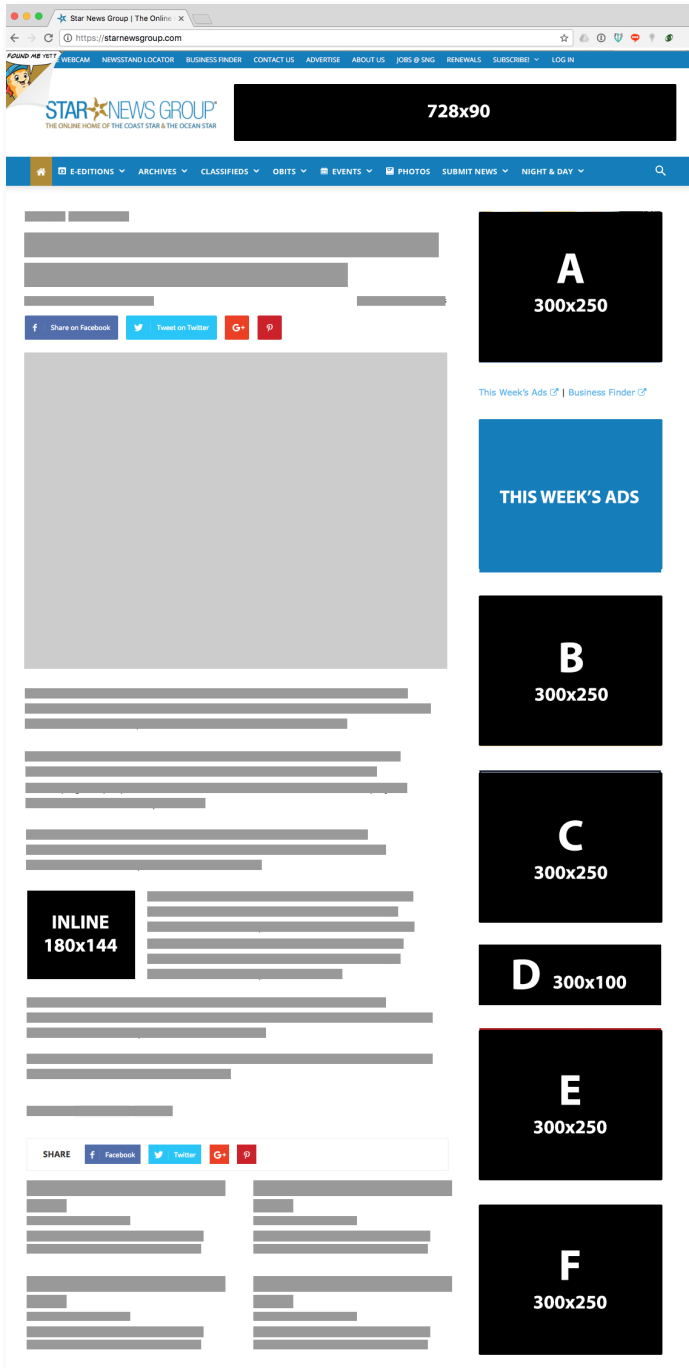 Star News Group | The Online
https://starnewsgroup.com
FOUND ME YET?
WEBCAM NEWSSTAND LOCATOR BUSINESS FINDER CONTACT US ADVERTISE ABOUT US JOBS @ SNG RENEWALS SUBSCRIBE! LOG IN
STAR NEWS GROUP
THE ONLINE HOME OF THE COAST STAR & THE OCEAN STAR
728x90
E-EDITIONS ARCHIVES CLASSIFIEDS OBITS EVENTS PHOTOS SUBMIT NEWS NIGHT & DAY
A
300x250
Share on Facebook Tweet on Twitter G+
This Week's Ads | Business Finder
THIS WEEK'S ADS
B
300x250
C
300x250
INLINE
180x144
D 300x100
E
300x250
SHARE Facebook Twitter G+
F
300x250